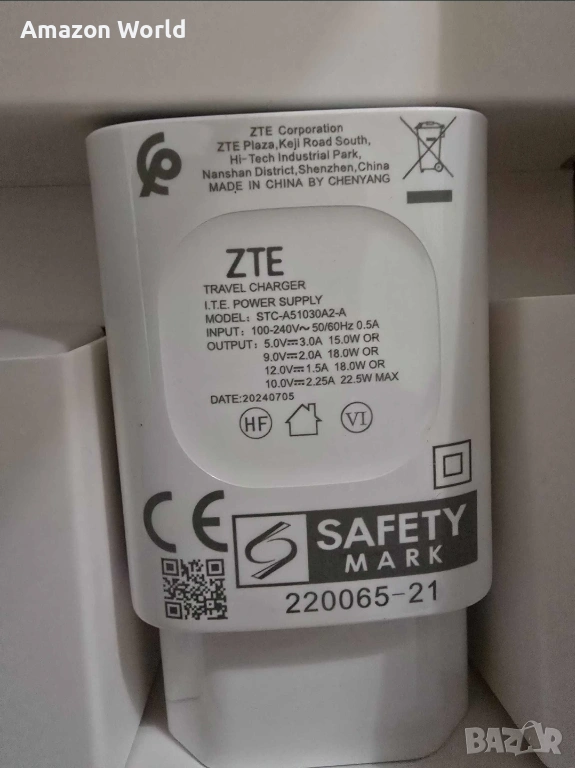 Amazon World
ZTE Corporation
ZTE Plaza,Keji Road South,
Hi-Tech Industrial Park,
Nanshan District,Shenzhen,China
MADE IN CHINA BY CHENYANG
ZTE
TRAVEL CHARGER
I.T.E. POWER SUPPLY
MODEL: STC-A51030A2-A
INPUT: 100-240V~ 50/60Hz 0.5A
OUTPUT: 5.0V⎓3.0A 15.0W OR
9.0V⎓2.0A 18.0W OR
12.0V⎓1.5A 18.0W OR
10.0V⎓2.25A 22.5W MAX
DATE:20240705
HF VI
CE
SAFETY
MARK
220065-21
BAZAR